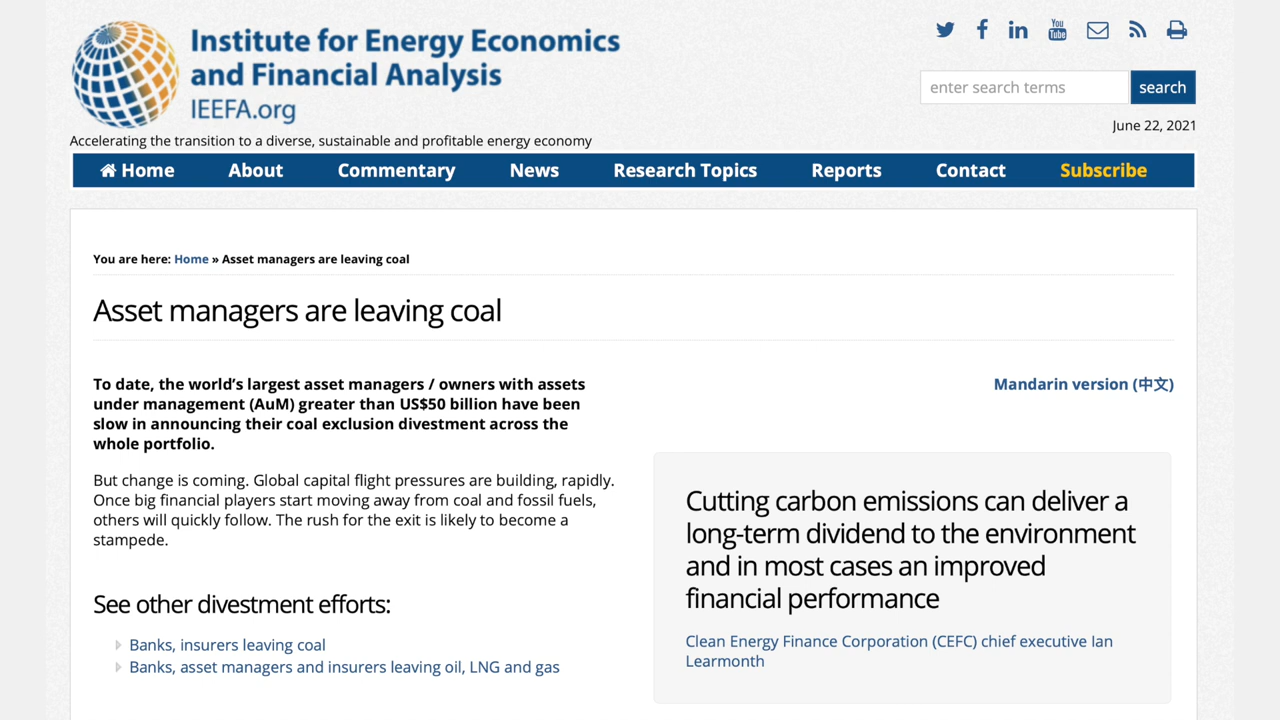 Institute for Energy Economics
and Financial Analysis
IEEFA.org
Accelerating the transition to a diverse, sustainable and profitable energy economy
You Tube
enter search terms
search
June 22, 2021
Home About Commentary News Research Topics Reports Contact Subscribe
You are here: Home » Asset managers are leaving coal
Asset managers are leaving coal
To date, the world's largest asset managers / owners with assets
under management (AuM) greater than US$50 billion have been
slow in announcing their coal exclusion divestment across the
whole portfolio.
But change is coming. Global capital flight pressures are building, rapidly.
Once big financial players start moving away from coal and fossil fuels,
others will quickly follow. The rush for the exit is likely to become a
stampede.
See other divestment efforts:
Banks, insurers leaving coal
Banks, asset managers and insurers leaving oil, LNG and gas
Mandarin version (中文)
Cutting carbon emissions can deliver a
long-term dividend to the environment
and in most cases an improved
financial performance
Clean Energy Finance Corporation (CEFC) chief executive Ian
Learmonth